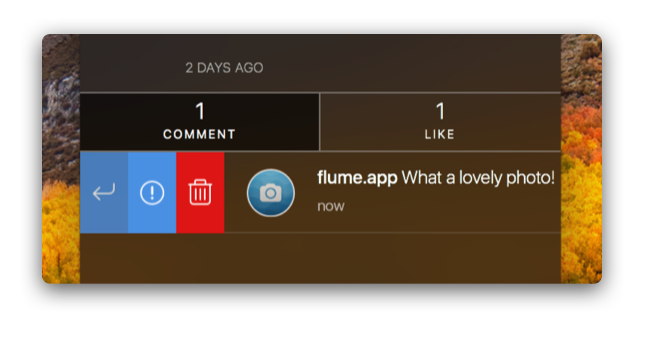 2 DAYS AGO
1
COMMENT
1
LIKE
flume.app What a lovely photo!
now